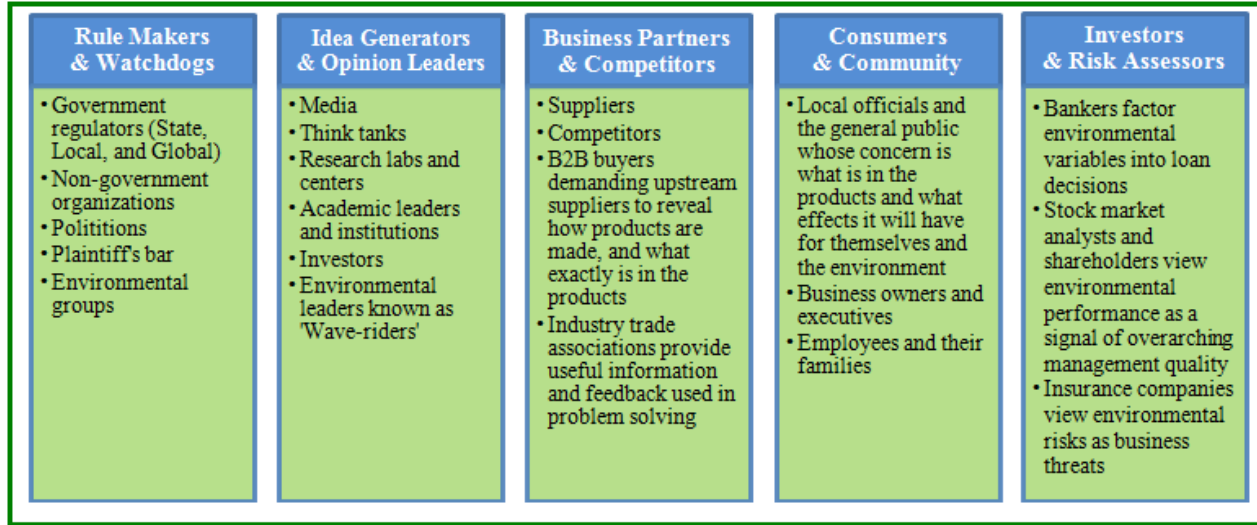 Rule Makers
& Watchdogs
• Government
regulators (State,
Local, and Global)
• Non-government
organizations
• Polititions
• Plaintiff's bar
• Environmental
groups
Idea Generators
& Opinion Leaders
• Media
• Think tanks
• Research labs and
centers
• Academic leaders
and institutions
• Investors
• Environmental
leaders known as
'Wave-riders'
Business Partners
& Competitors
• Suppliers
• Competitors
• B2B buyers
demanding upstream
suppliers to reveal
how products are
made, and what
exactly is in the
products
• Industry trade
associations provide
useful information
and feedback used in
problem solving
Consumers
& Community
• Local officials and
the general public
whose concern is
what is in the
products and what
effects it will have
for themselves and
the environment
• Business owners and
executives
• Employees and their
families
Investors
& Risk Assessors
• Bankers factor
environmental
variables into loan
decisions
• Stock market
analysts and
shareholders view
environmental
performance as a
signal of overarching
management quality
• Insurance companies
view environmental
risks as business
threats